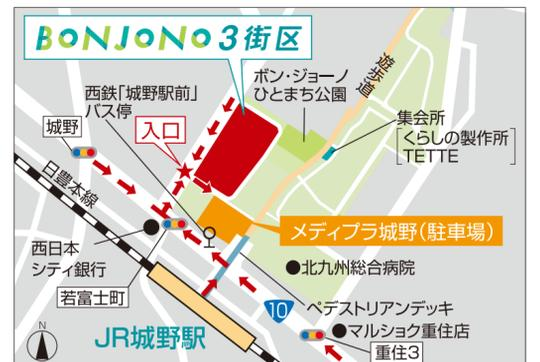 BONJONO 3街区
遊歩道
ボン・ジョーノ
ひとまち公園
西鉄「城野駅前」
バス停
集会所
[くらしの製作所
TETTE]
城野
入口
日豊本線
メディプラ城野（駐車場）
西日本
シティ銀行
●北九州総合病院
若富士町
10
ペデストリアンデッキ
●マルショク重住店
JR城野駅
重住3
N